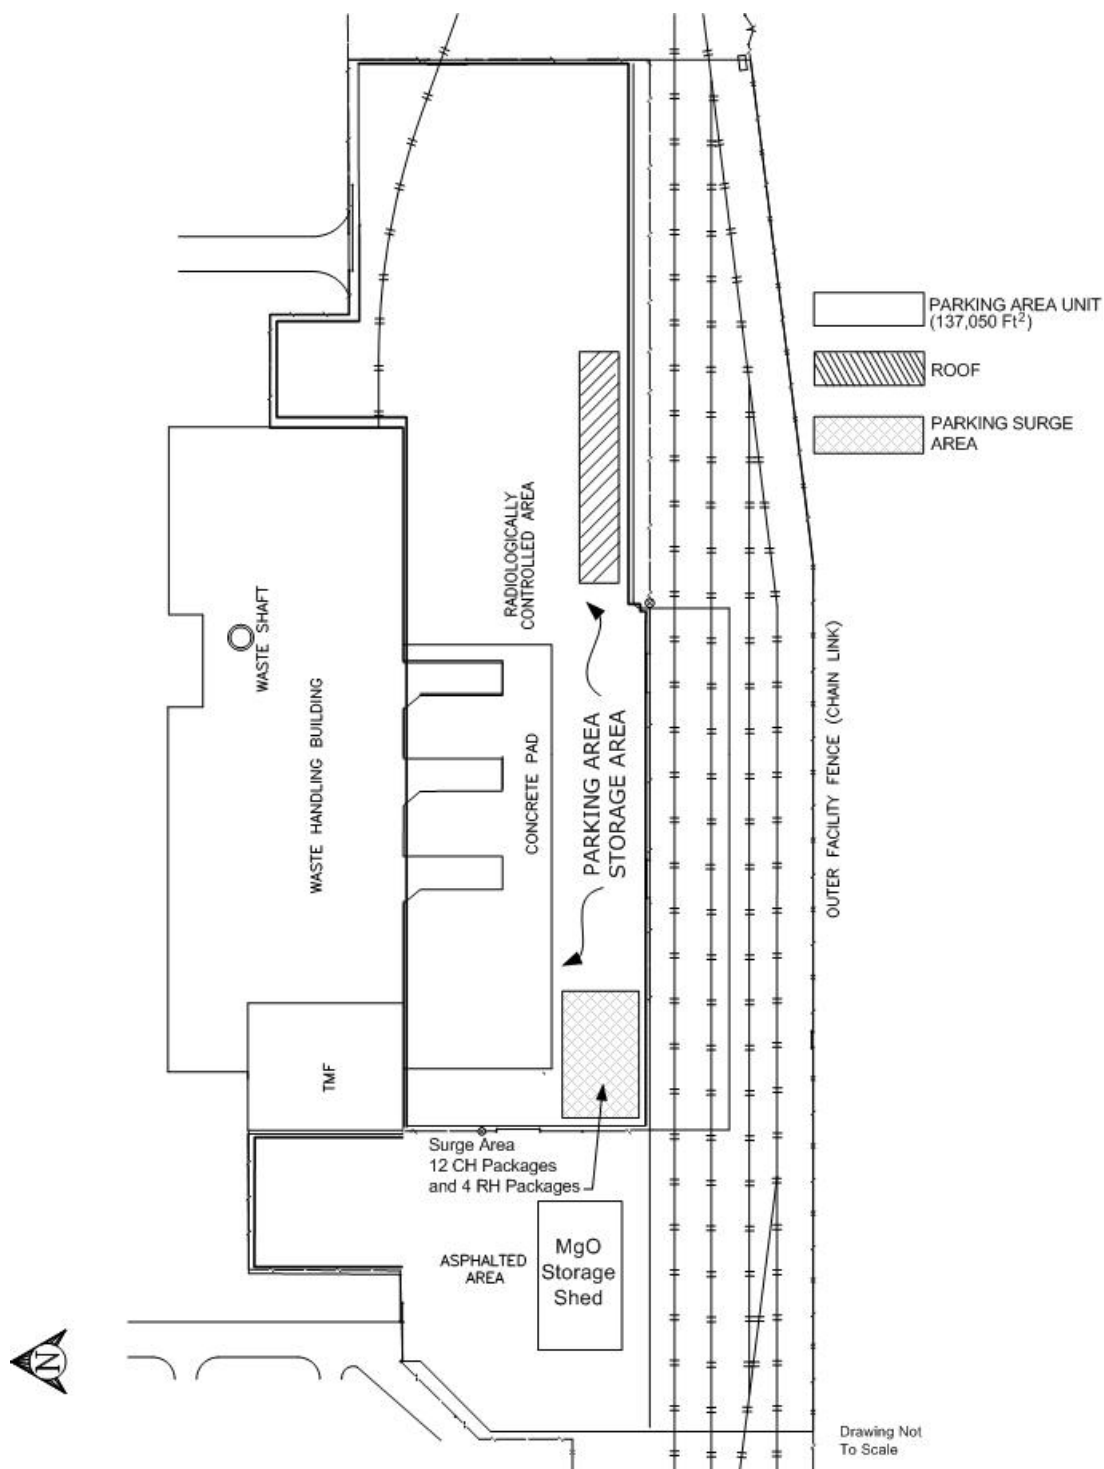 PARKING AREA UNIT
(137,050 Ft²)
ROOF
PARKING SURGE
AREA
RADIOLOGICALLY
CONTROLLED AREA
WASTE SHAFT
WASTE HANDLING BUILDING
CONCRETE PAD
PARKING AREA
STORAGE AREA
OUTER FACILITY FENCE (CHAIN LINK)
TMF
Surge Area
12 CH Packages
and 4 RH Packages
ASPHALTED
AREA
MgO
Storage
Shed
N
Drawing Not
To Scale